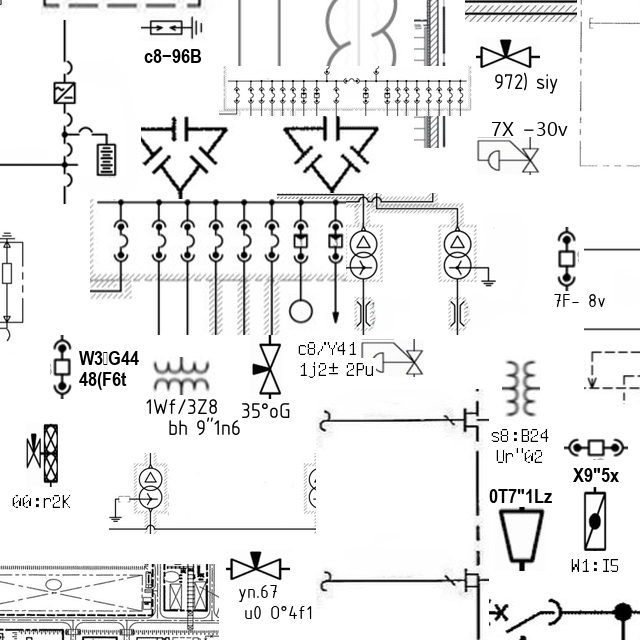 c8-96B
972) siy
7X -30v
7F- 8v
c8/"Y41
1j2± 2Pu
48(F6t
1Wf/3Z8
bh 9"1n6
35°oG
s8:B24
Ur"02
X9"5x
00:r2K
0T7"1Lz
W1:I5
yn.67
u0 0°4f1